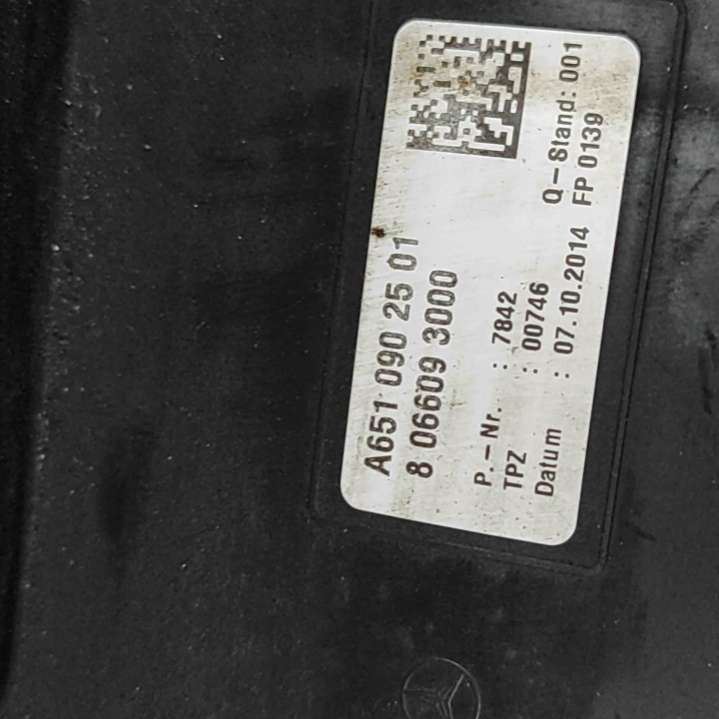 A651 090 25 01
8 06609 3000
P.-Nr. : 7842
TPZ : 00746 Q-Stand: 001
Datum : 07.10.2014 FP 0139